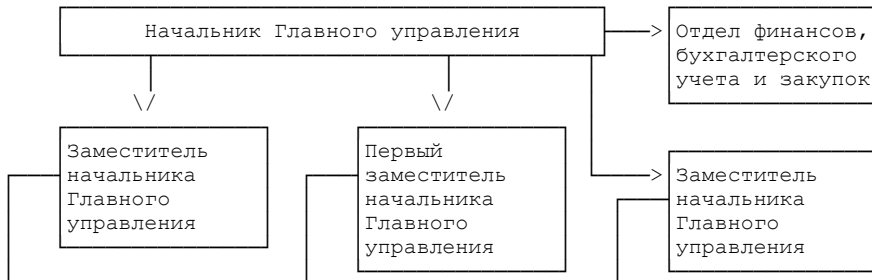 Начальник Главного управления
Отдел финансов,
бухгалтерского
учета и закупок
Заместитель
начальника
Главного
управления
Первый
заместитель
начальника
Главного
управления
Заместитель
начальника
Главного
управления